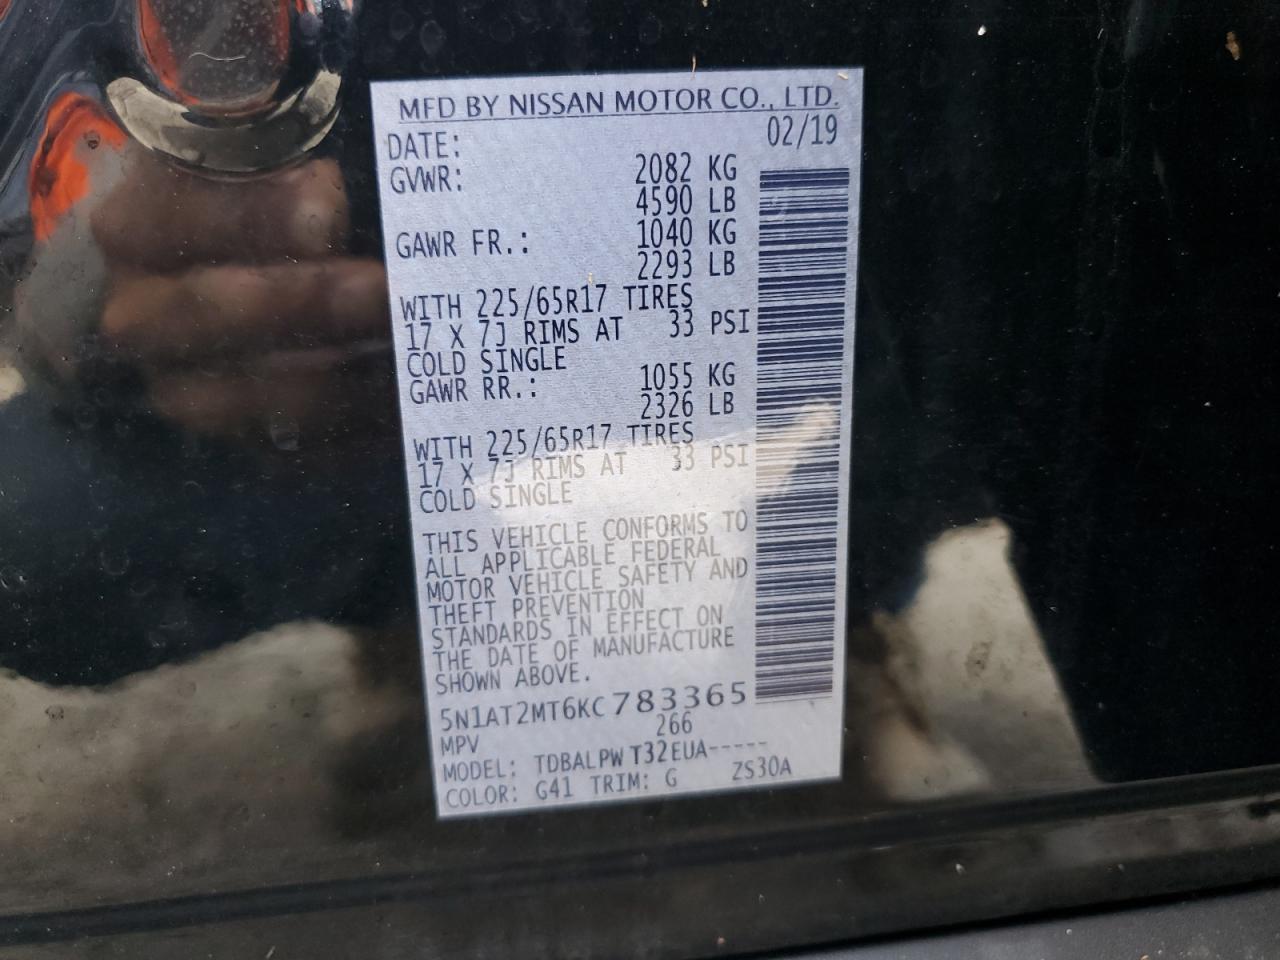 MFD BY NISSAN MOTOR CO., LTD.
DATE: 02/19
GVWR: 2082 KG
4590 LB
GAWR FR.: 1040 KG
2293 LB
WITH 225/65R17 TIRES
17 X 7J RIMS AT 33 PSI
COLD SINGLE
GAWR RR.: 1055 KG
2326 LB
WITH 225/65R17 TIRES
17 X 7J RIMS AT 33 PSI
COLD SINGLE
THIS VEHICLE CONFORMS TO
ALL APPLICABLE FEDERAL
MOTOR VEHICLE SAFETY AND
THEFT PREVENTION
STANDARDS IN EFFECT ON
THE DATE OF MANUFACTURE
SHOWN ABOVE.
5N1AT2MT6KC783365
MPV 266
MODEL: TDBALPW T32EUA-----
COLOR: G41 TRIM: G ZS30A